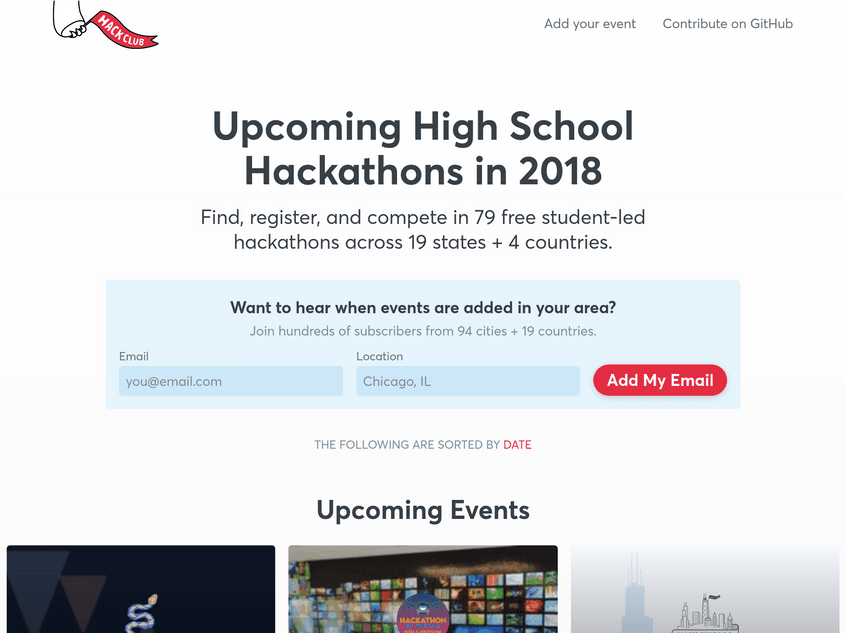 HACK CLUB
Add your event
Contribute on GitHub
Upcoming High School
Hackathons in 2018
Find, register, and compete in 79 free student-led
hackathons across 19 states + 4 countries.
Want to hear when events are added in your area?
Join hundreds of subscribers from 94 cities + 19 countries.
Email
Location
you@email.com
Chicago, IL
Add My Email
THE FOLLOWING ARE SORTED BY DATE
Upcoming Events
HACKATHON